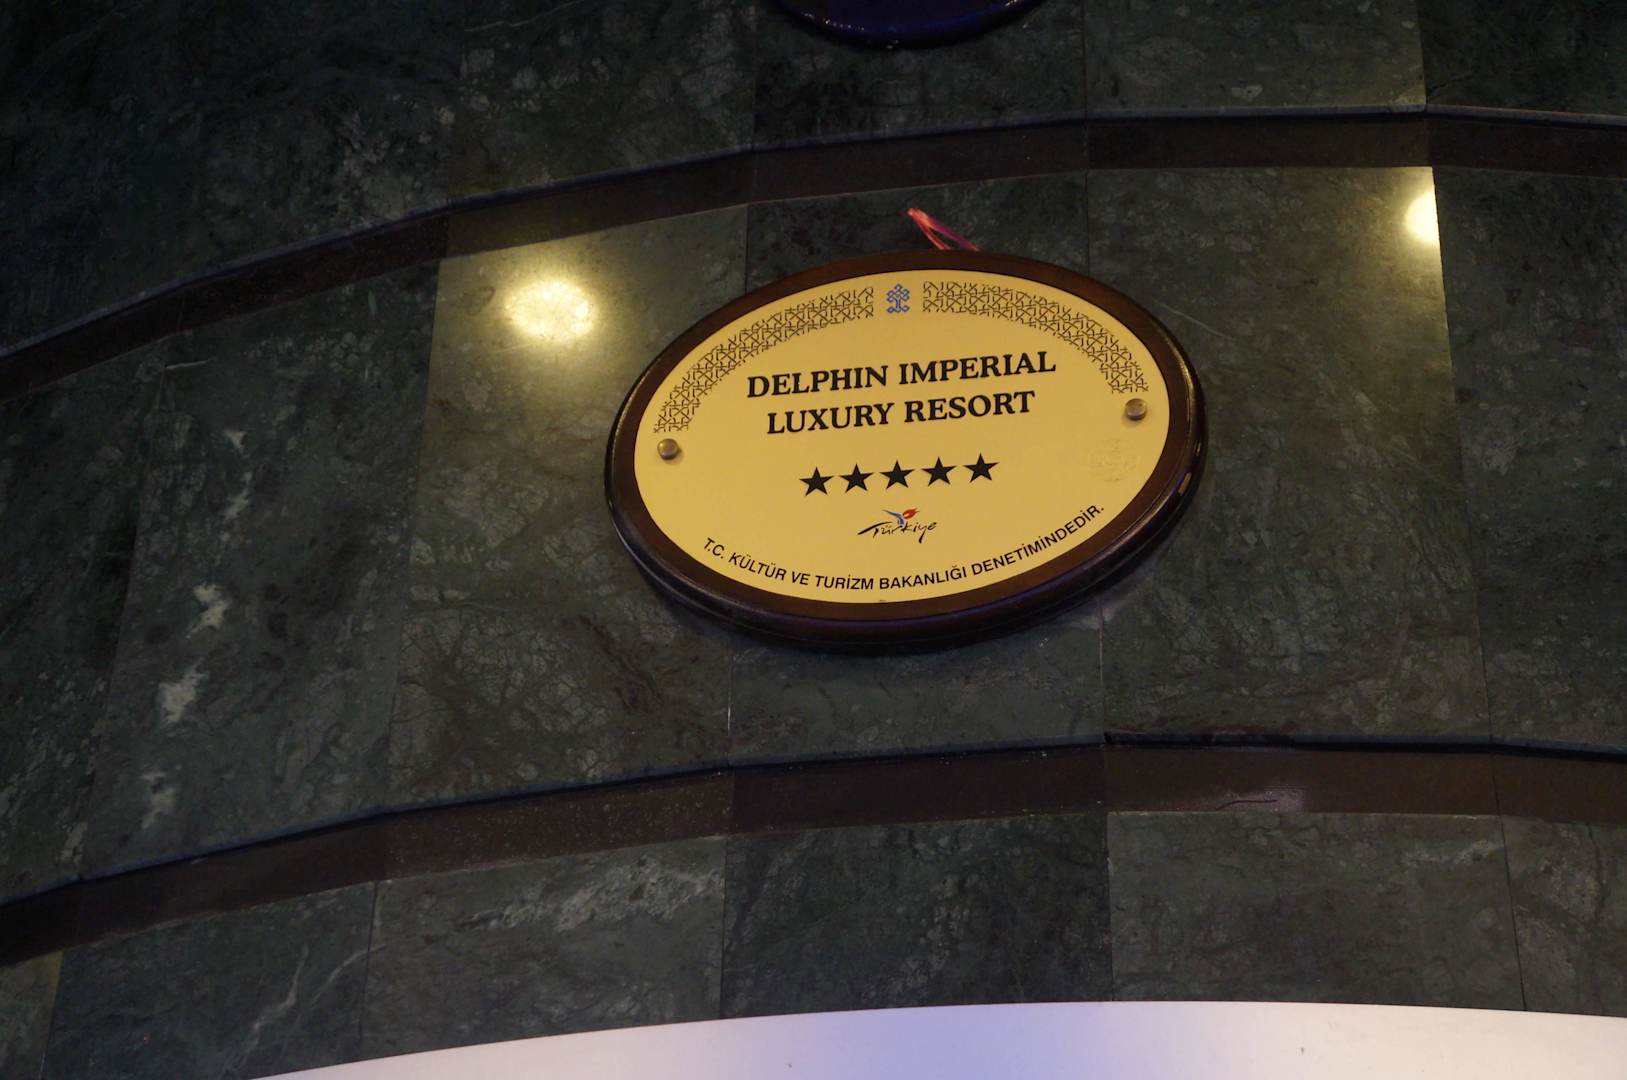 DELPHIN IMPERIAL
LUXURY RESORT
★★★★★
Türkiye
T.C. KÜLTÜR VE TURİZM BAKANLIĞI DENETİMİNDEDİR.